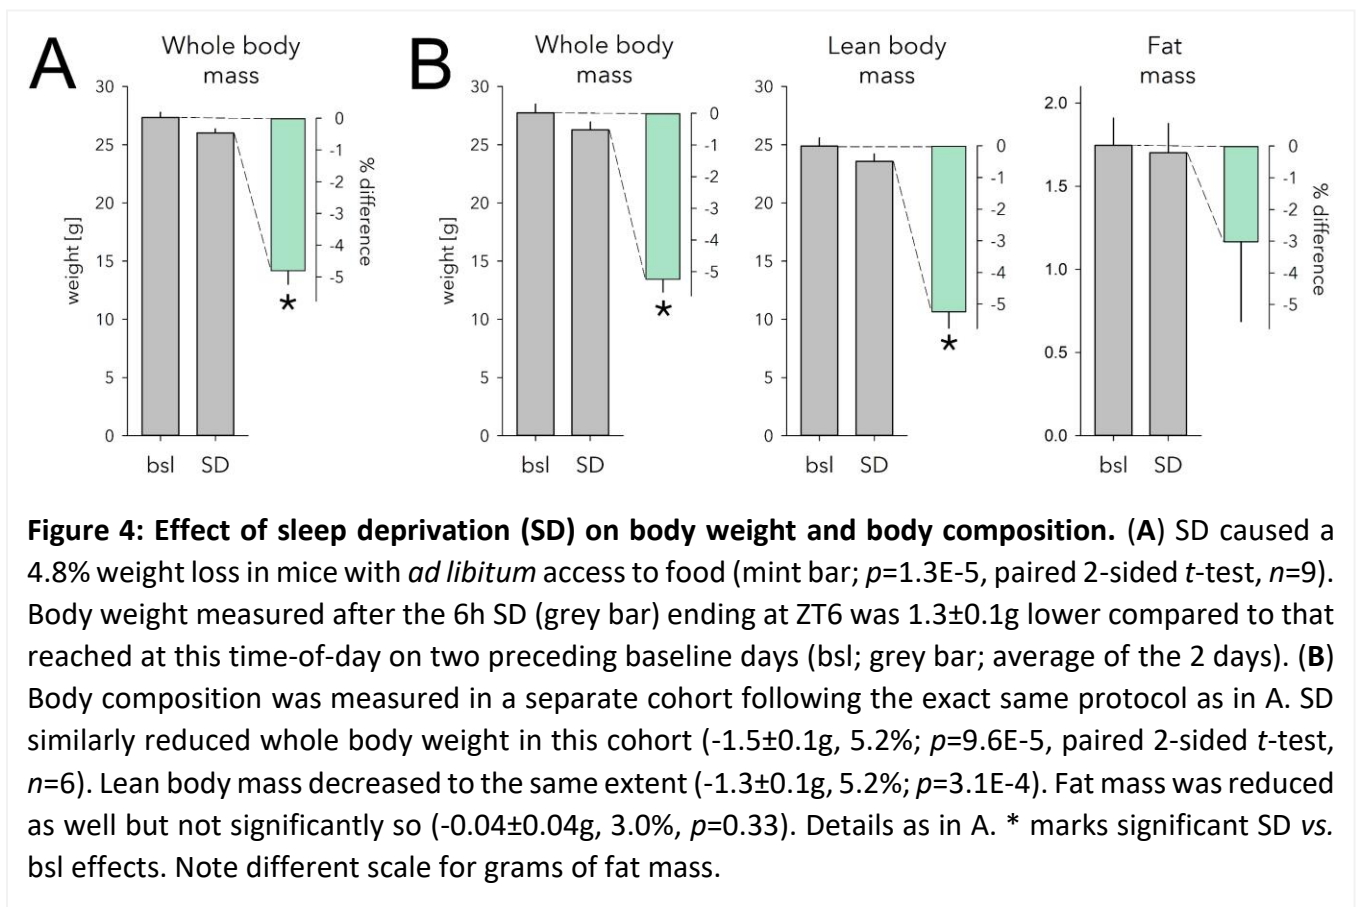 A
Whole body
mass
weight [g]
30
25
20
15
10
5
0
bsl SD
0
-1
-2
-3
-4
-5
% difference
B
Whole body
mass
weight [g]
30
25
20
15
10
5
0
bsl SD
0
-1
-2
-3
-4
-5
*
Lean body
mass
30
25
20
15
10
5
0
bsl SD
0
-1
-2
-3
-4
-5
*
Fat
mass
2.0
1.5
1.0
0.5
0.0
bsl SD
0
-1
-2
-3
-4
-5
% difference
*
Figure 4: Effect of sleep deprivation (SD) on body weight and body composition. (A) SD caused a
4.8% weight loss in mice with ad libitum access to food (mint bar; p=1.3E-5, paired 2-sided t-test, n=9).
Body weight measured after the 6h SD (grey bar) ending at ZT6 was 1.3±0.1g lower compared to that
reached at this time-of-day on two preceding baseline days (bsl; grey bar; average of the 2 days). (B)
Body composition was measured in a separate cohort following the exact same protocol as in A. SD
similarly reduced whole body weight in this cohort (-1.5±0.1g, 5.2%; p=9.6E-5, paired 2-sided t-test,
n=6). Lean body mass decreased to the same extent (-1.3±0.1g, 5.2%; p=3.1E-4). Fat mass was reduced
as well but not significantly so (-0.04±0.04g, 3.0%, p=0.33). Details as in A. * marks significant SD vs.
bsl effects. Note different scale for grams of fat mass.